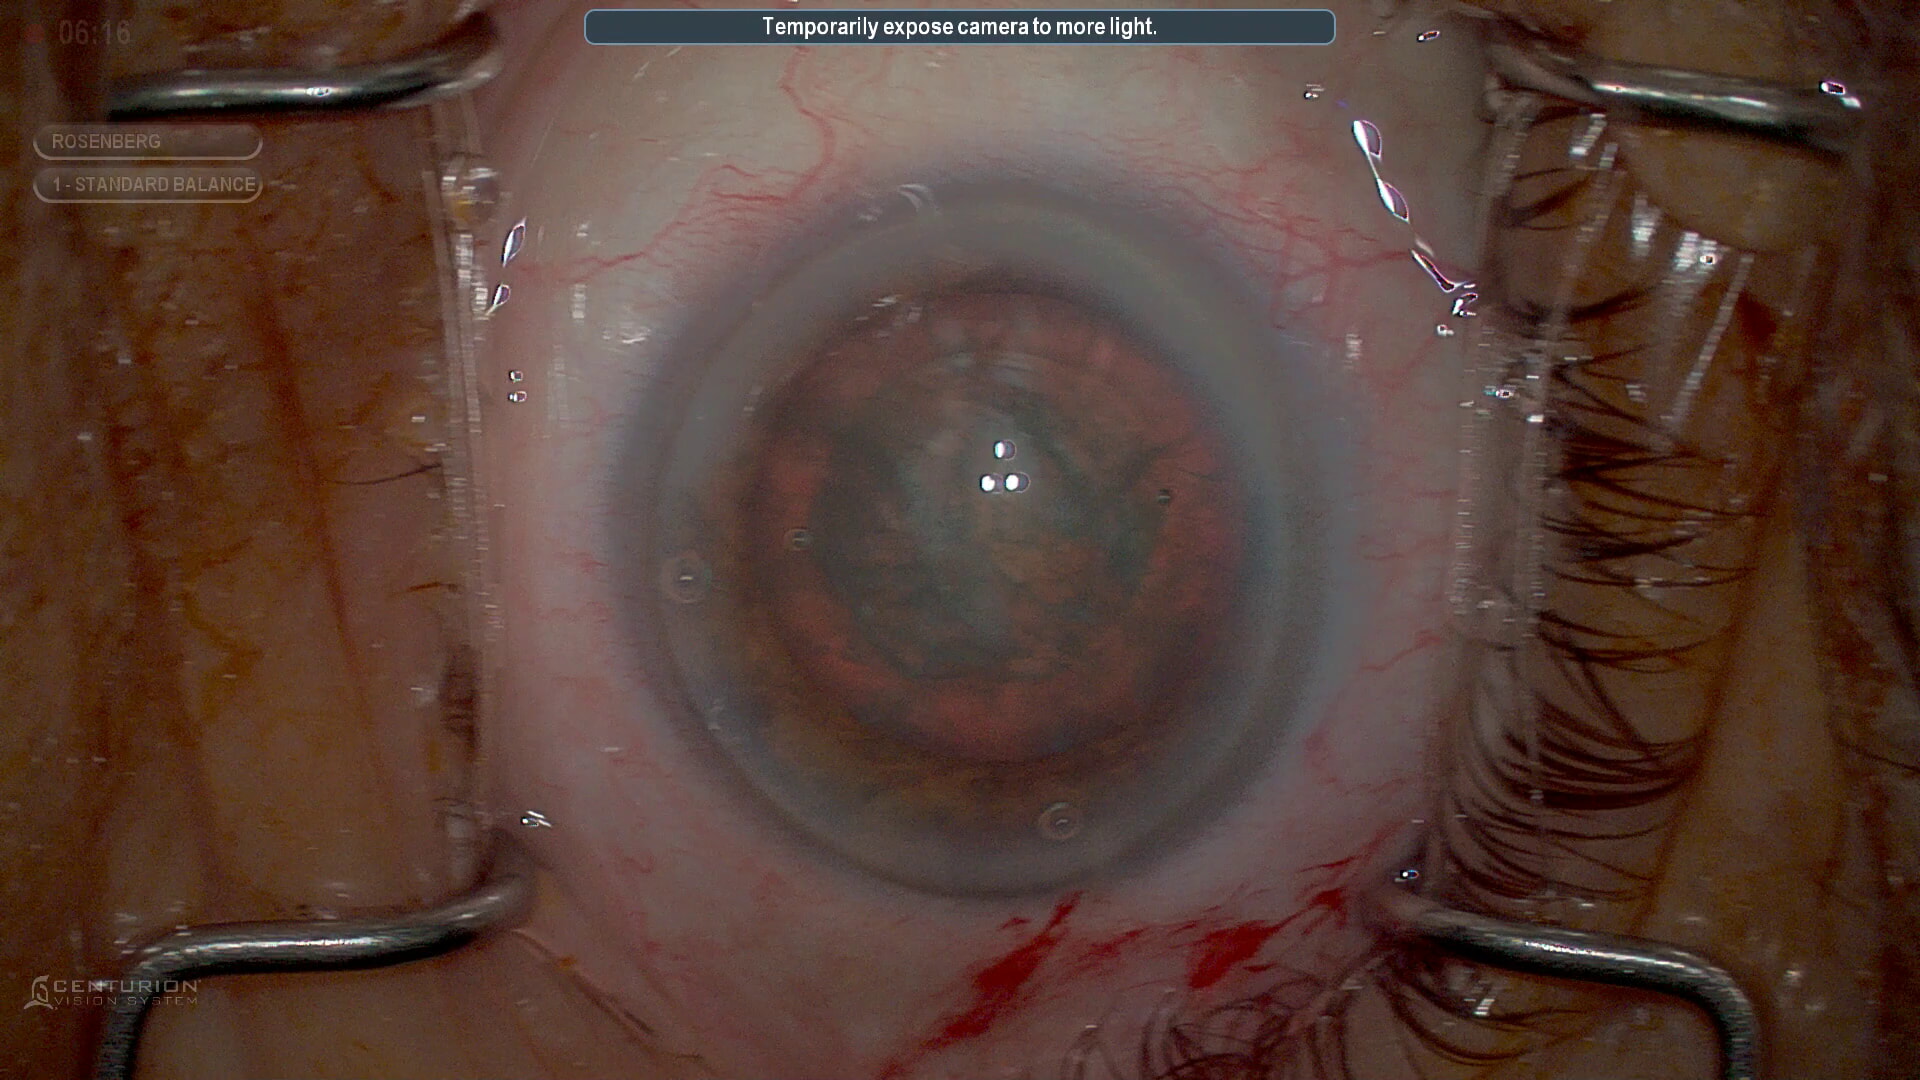 Temporarily expose camera to more light.
06:16
ROSENBERG
1 - STANDARD BALANCE
CENTURION
VISION SYSTEM